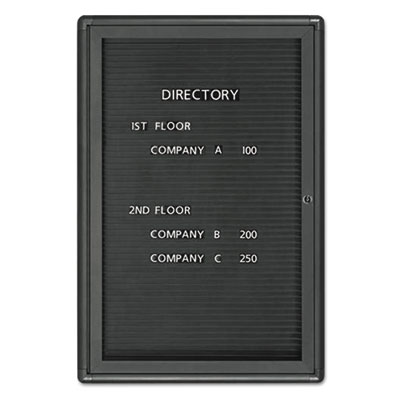 DIRECTORY
1ST FLOOR
COMPANY A 100
2ND FLOOR
COMPANY B 200
COMPANY C 250